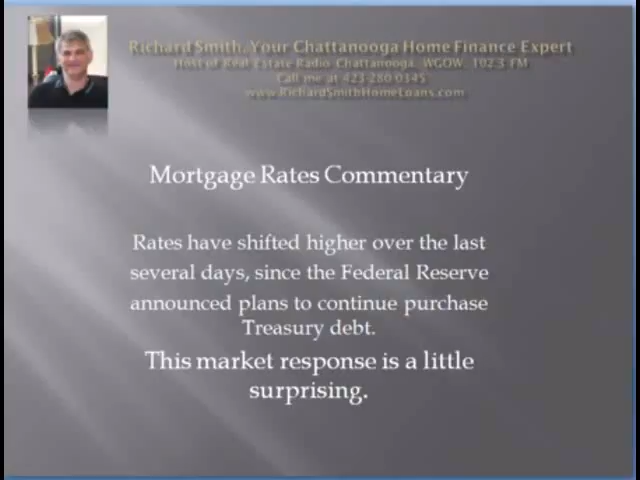 Richard Smith, Your Chattanooga Home Finance Expert
Host of Real Estate Radio Chattanooga, WGOW, 102.3 FM
Call me at 423-280-0345
www.RichardSmithHomeLoans.com
Mortgage Rates Commentary
Rates have shifted higher over the last
several days, since the Federal Reserve
announced plans to continue purchase
Treasury debt.
This market response is a little
surprising.